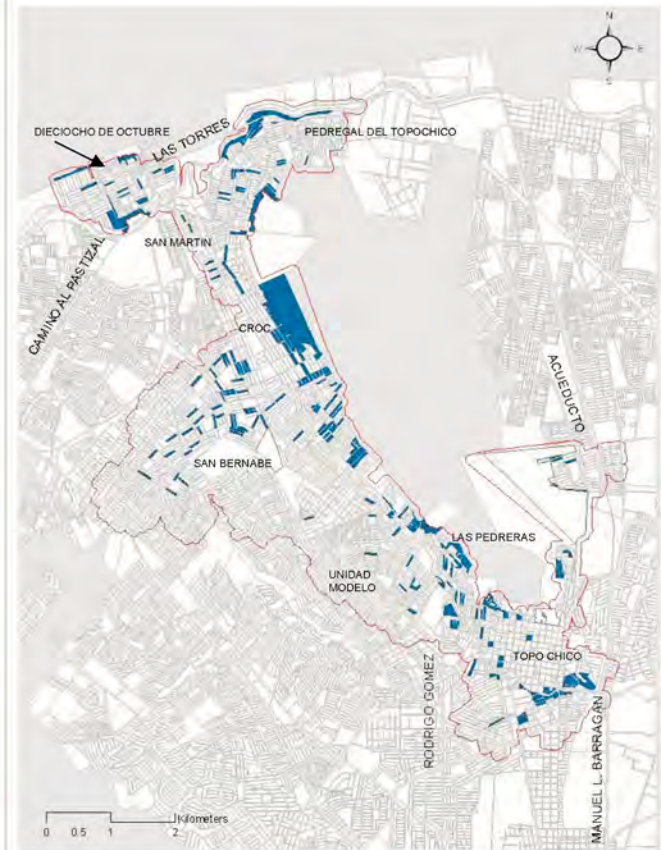 N
W E
S
DIECIOCHO DE OCTUBRE
LAS TORRES
PEDREGAL DEL TOPOCHICO
SAN MARTIN
CAMINO AL PASTIZAL
CROC
ACUEDUCTO
SAN BERNABE
LAS PEDRERAS
UNIDAD
MODELO
TOPO CHICO
RODRIGO GOMEZ
MANUEL L. BARRAGAN
Kilometers
0 0.5 1 2